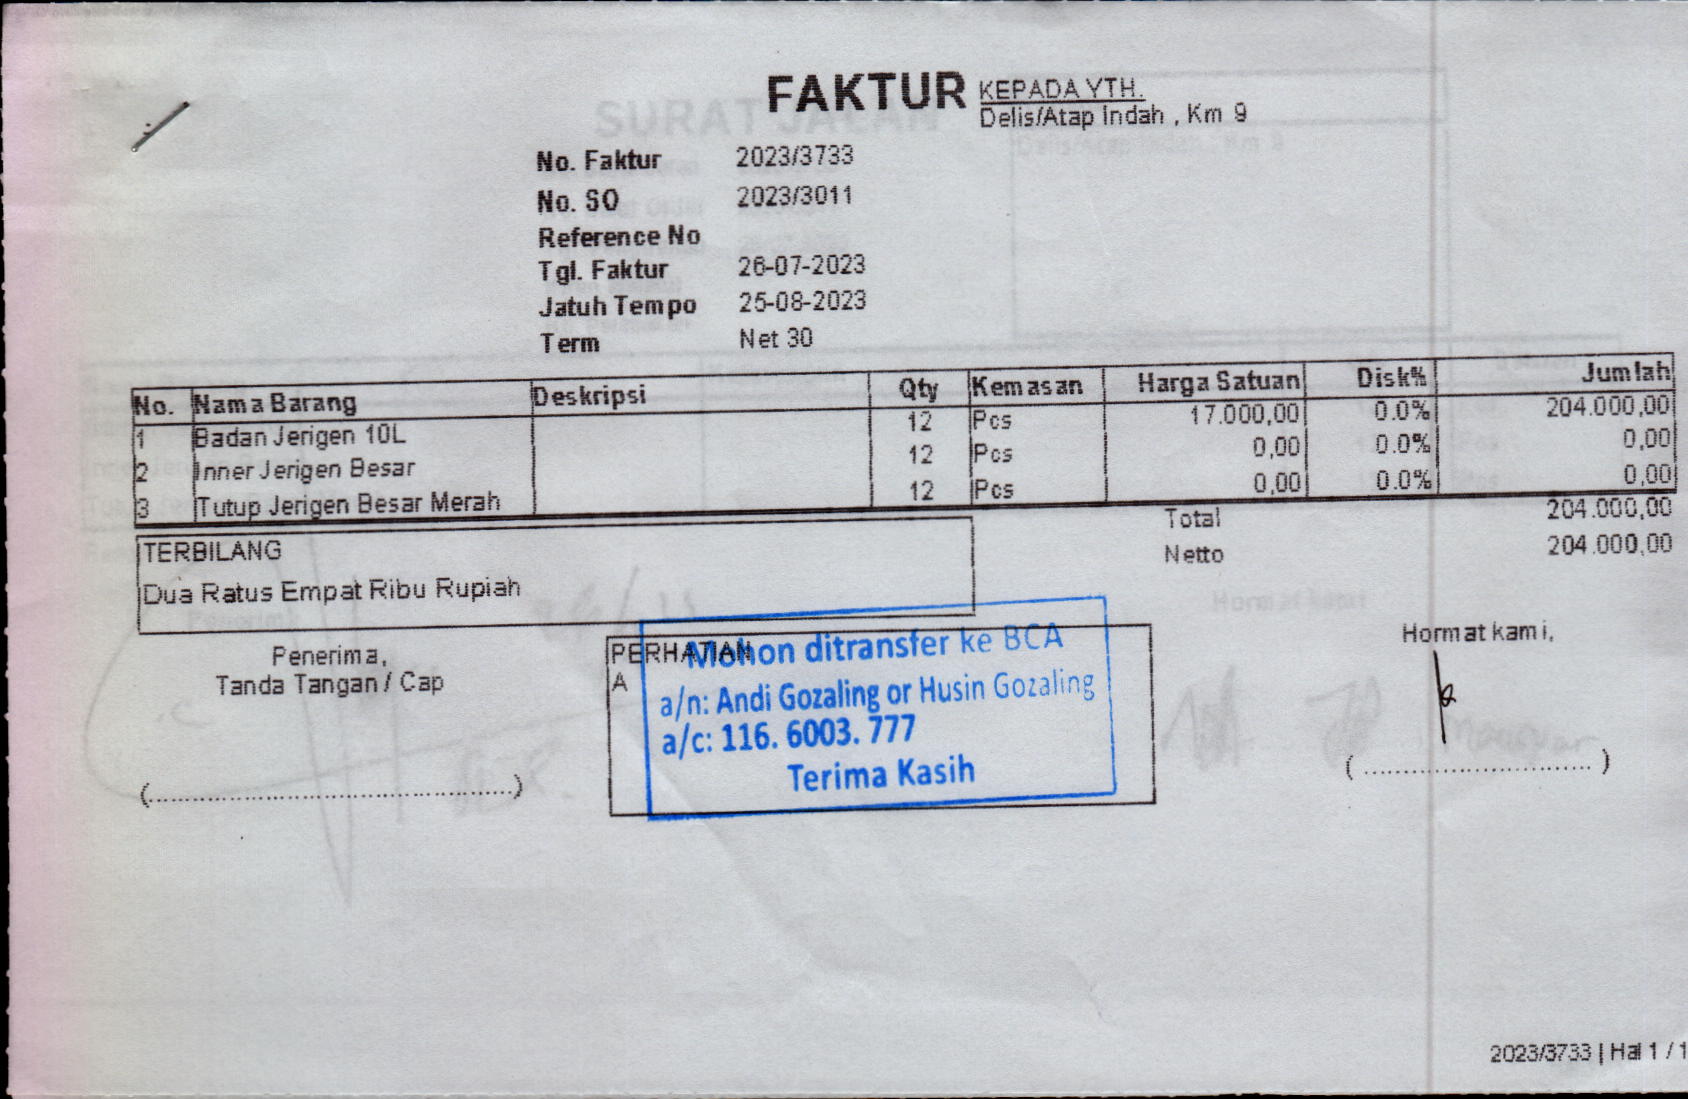 FAKTUR
KEPADA YTH.
Delis/Atap Indah , Km 9
SURAT JALAN
No. Faktur 2023/3733
No. SO 2023/3011
Reference No
Tgl. Faktur 26-07-2023
Jatuh Tempo 25-08-2023
Term Net 30
No. Nama Barang Deskripsi Qty Kemasan Harga Satuan Disk% Jumlah
1 Badan Jerigen 10L 12 Pcs 17.000,00 0.0% 204.000,00
2 Inner Jerigen Besar 12 Pcs 0,00 0.0% 0,00
3 Tutup Jerigen Besar Merah 12 Pcs 0,00 0.0% 0,00
Total 204.000,00
Netto 204.000,00
TERBILANG
Dua Ratus Empat Ribu Rupiah
Penerima,
Tanda Tangan / Cap
(........................................)
PERHATIAN
A
Mohon ditransfer ke BCA
a/n: Andi Gozaling or Husin Gozaling
a/c: 116. 6003. 777
Terima Kasih
Hormat kami,
(............................)
2023/3733 | Hal 1 / 1